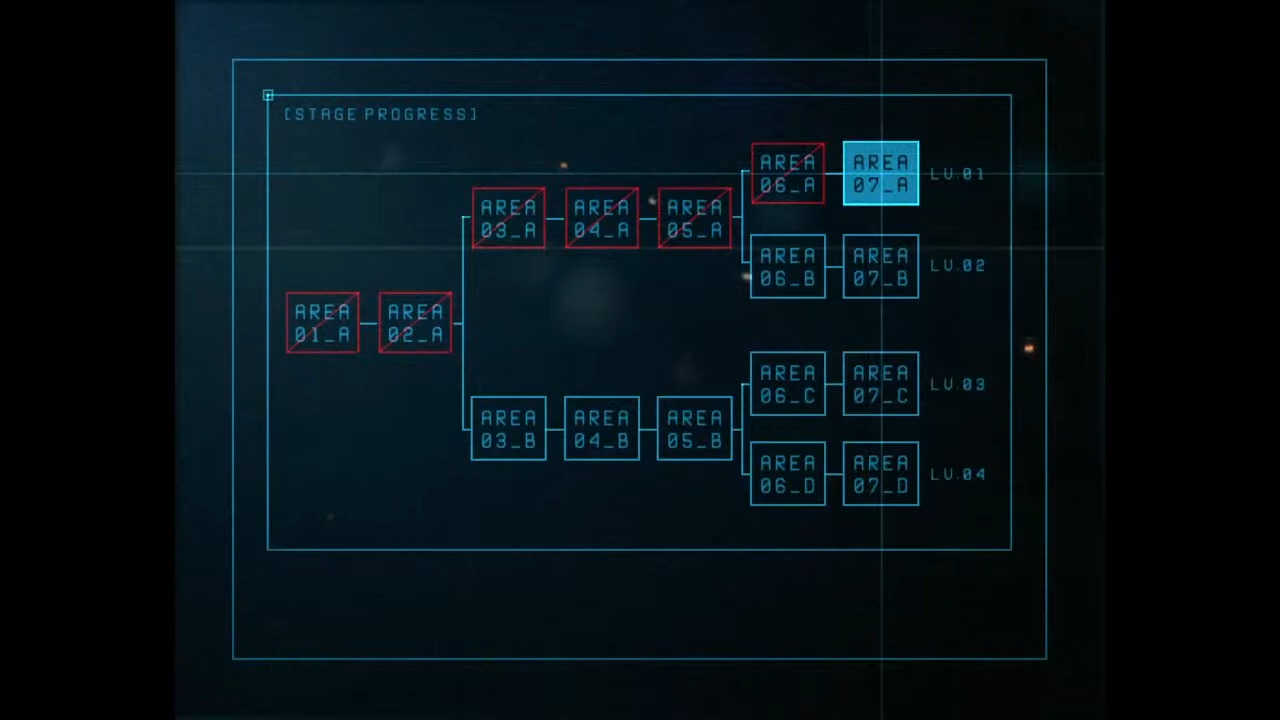 [STAGE PROGRESS]
AREA
06_A
AREA
07_A
LV.01
AREA
03_A
AREA
04_A
AREA
05_A
AREA
06_B
AREA
07_B
LV.02
AREA
01_A
AREA
02_A
AREA
06_C
AREA
07_C
LV.03
AREA
03_B
AREA
04_B
AREA
05_B
AREA
06_D
AREA
07_D
LV.04